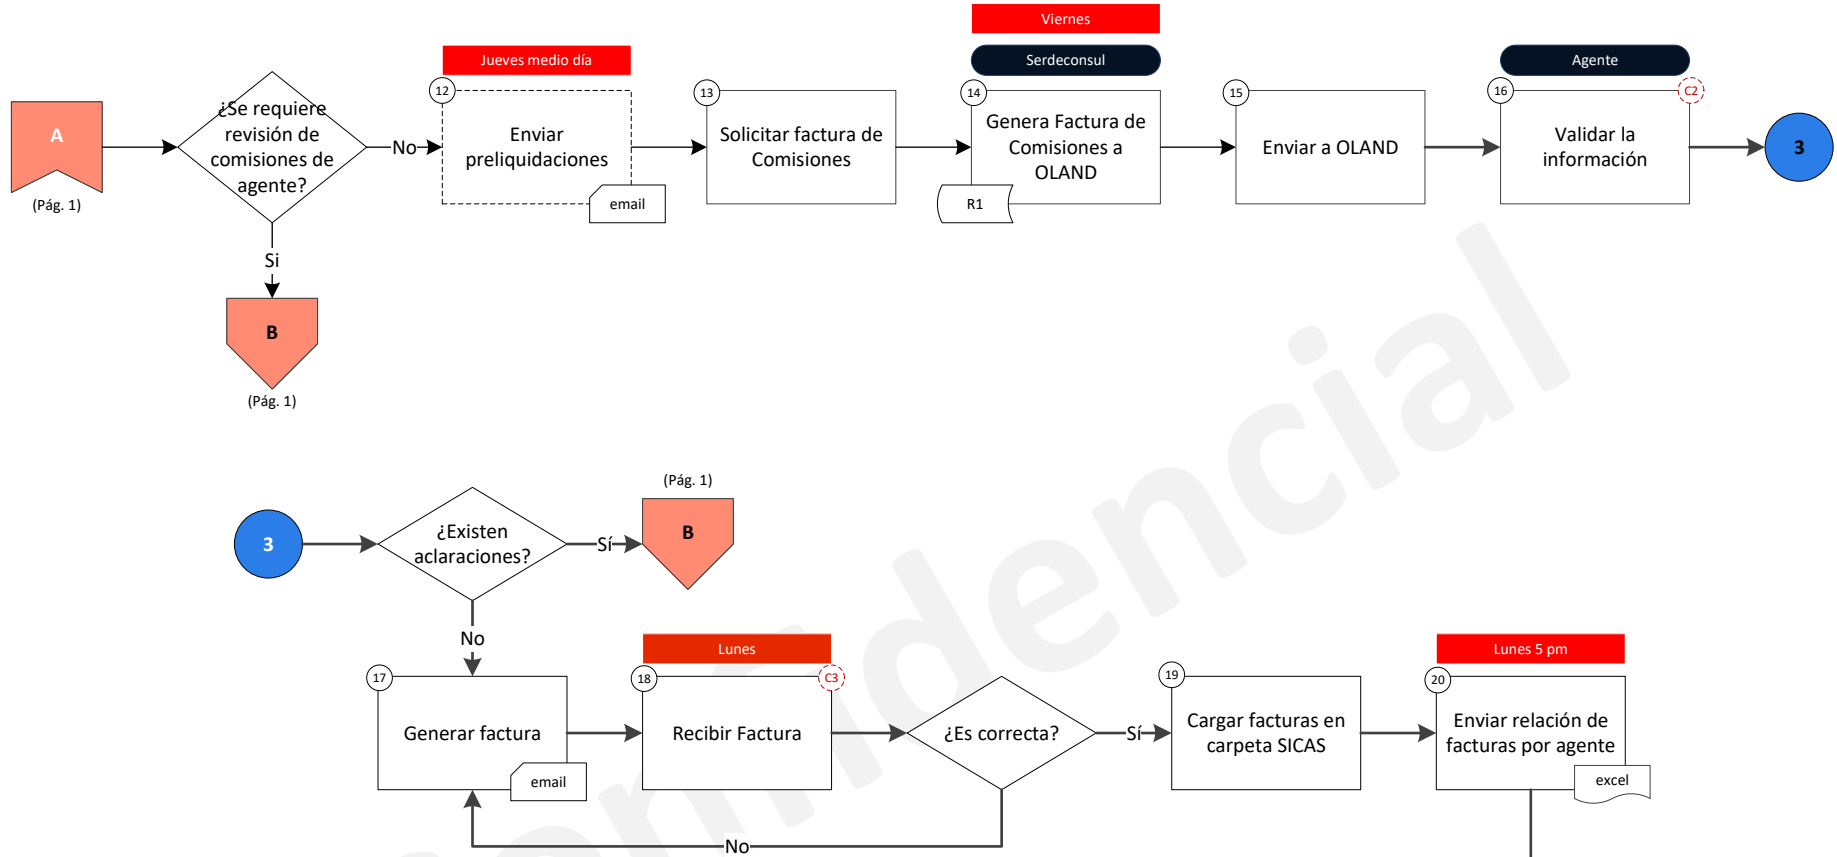 Viernes
Jueves medio día
Serdeconsul
Agente
A
(Pág. 1)
¿Se requiere
revisión de
comisiones de
agente?
No
12
Enviar
preliquidaciones
email
13
Solicitar factura de
Comisiones
14
Genera Factura de
Comisiones a
OLAND
R1
15
Enviar a OLAND
16
C2
Validar la
información
3
Si
B
(Pág. 1)
3
¿Existen
aclaraciones?
Sí
(Pág. 1)
B
No
Lunes
Lunes 5 pm
17
Generar factura
email
18
C3
Recibir Factura
¿Es correcta?
Sí
19
Cargar facturas en
carpeta SICAS
20
Enviar relación de
facturas por agente
excel
No